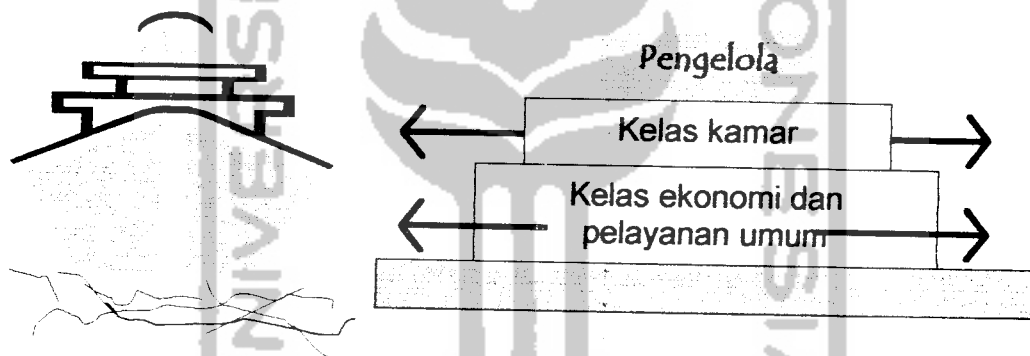 Pengelola
Kelas kamar
Kelas ekonomi dan
pelayanan umum